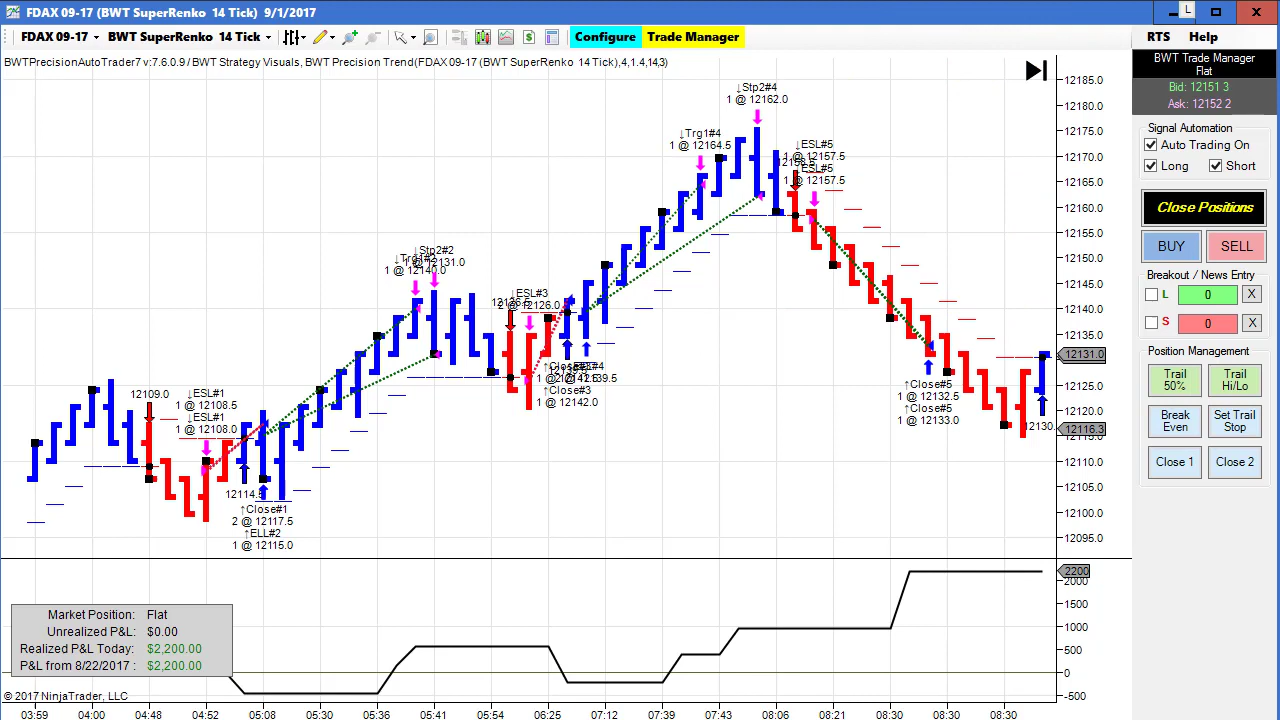 FDAX 09-17 (BWT SuperRenko 14 Tick) 9/1/2017
L
FDAX 09-17 BWT SuperRenko 14 Tick Configure Trade Manager
RTS Help
BWTPrecisionAutoTrader7 v:7.6.0.9 / BWT Strategy Visuals, BWT Precision Trend(FDAX 09-17 (BWT SuperRenko 14 Tick),4,1.4,14,3)
BWT Trade Manager
Flat
Bid: 12151 3
Ask: 12152 2
Signal Automation
Auto Trading On
Long Short
Close Positions
BUY SELL
Breakout / News Entry
L 0 X
S 0 X
Position Management
Trail 50%
Trail Hi/Lo
Break Even
Set Trail Stop
Close 1 Close 2
↓Stp2#4
1 @ 12162.0
↓Trg1#4
1 @ 12164.5
↓ESL#5
1 @ 12157.5
↓ESL#5
1 @ 12157.5
↓Stp2#2
12131.0
1 @ 12140.0
↓ESL#3
2 @ 12126.0
12109.0
↓ESL#1
1 @ 12108.5
↓ESL#1
1 @ 12108.0
12114.5
↑Close#1
2 @ 12117.5
↑ELL#2
1 @ 12115.0
↑Close#3
1 @ 12142.0
↑Close#5
1 @ 12132.5
↑Close#5
1 @ 12133.0
12130.
12185.0
12180.0
12175.0
12170.0
12165.0
12160.0
12155.0
12150.0
12145.0
12140.0
12135.0
12131.0
12125.0
12120.0
12116.3
12110.0
12105.0
12100.0
12095.0
2200
2000
1500
1000
500
0
-500
Market Position: Flat
Unrealized P&L: $0.00
Realized P&L Today: $2,200.00
P&L from 8/22/2017 : $2,200.00
© 2017 NinjaTrader, LLC
03:59 04:00 04:48 04:52 05:08 05:30 05:36 05:41 05:54 06:25 07:12 07:39 07:43 08:06 08:21 08:30 08:30 08:30